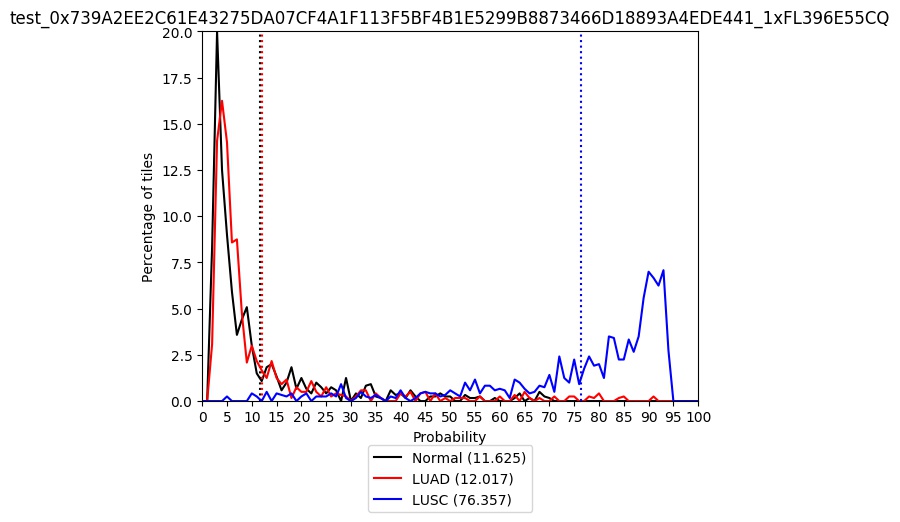 test_0x739A2EE2C61E43275DA07CF4A1F113F5BF4B1E5299B8873466D18893A4EDE441_1xFL396E55CQ
20.0
17.5
15.0
12.5
10.0
7.5
5.0
2.5
0.0
Percentage of tiles
0 5 10 15 20 25 30 35 40 45 50 55 60 65 70 75 80 85 90 95 100
Probability
Normal (11.625)
LUAD (12.017)
LUSC (76.357)